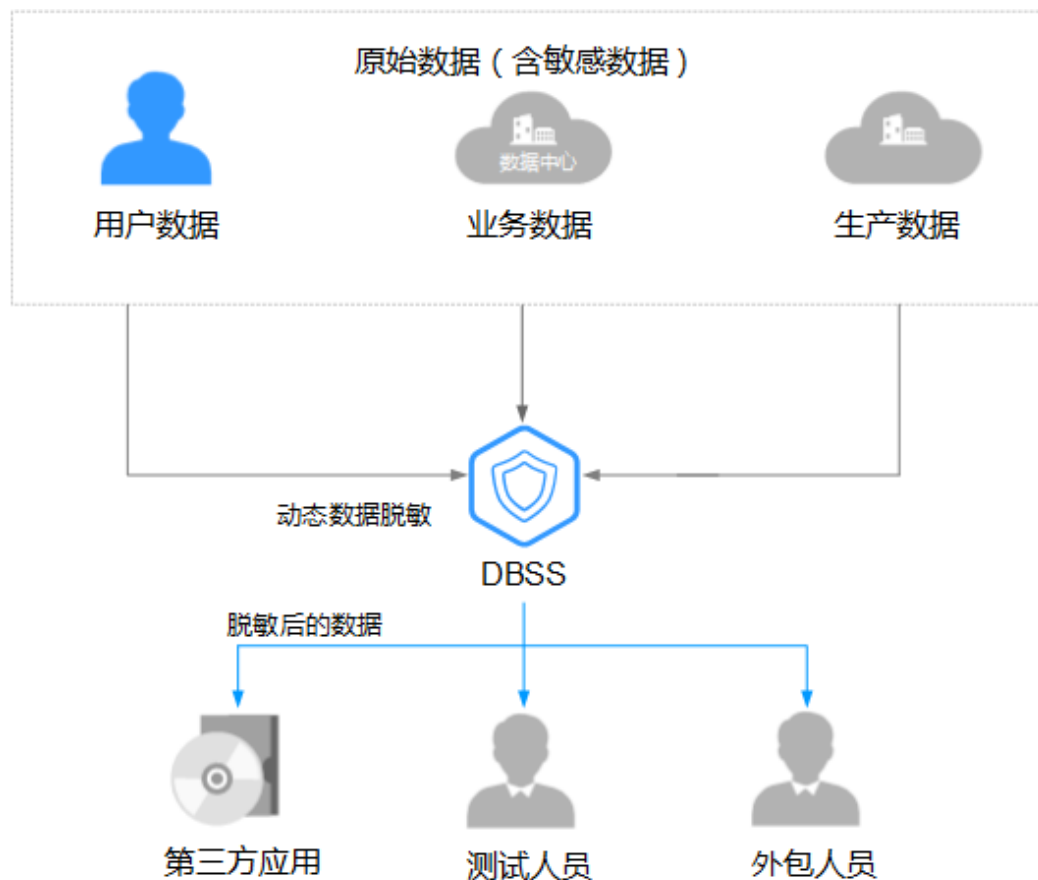 原始数据（含敏感数据）
数据中心
用户数据
业务数据
生产数据
动态数据脱敏
DBSS
脱敏后的数据
第三方应用
测试人员
外包人员